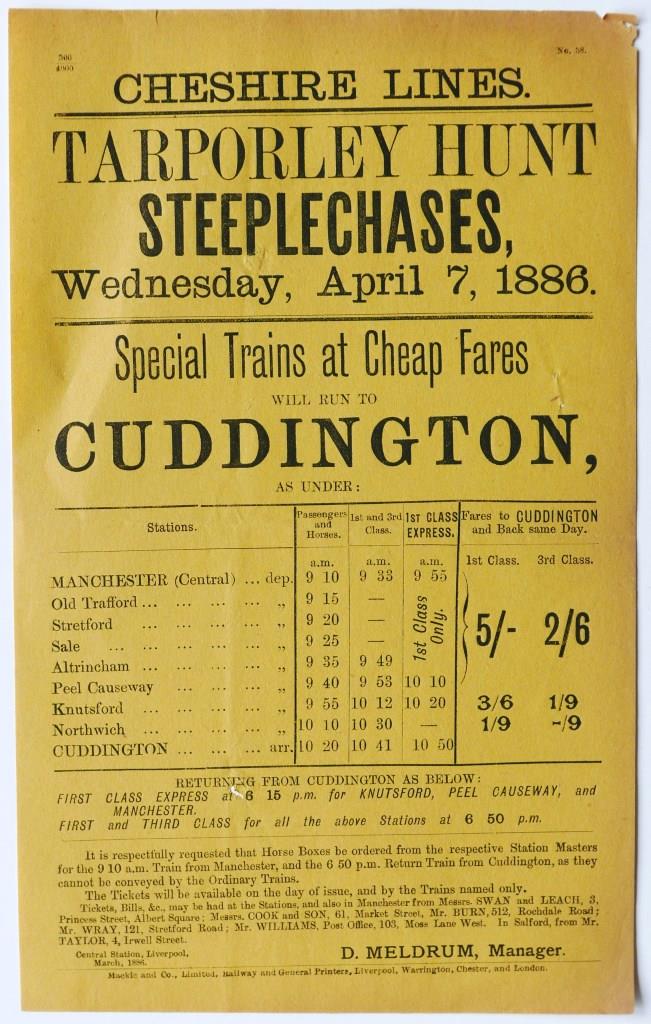 500
4000
No. 58.
CHESHIRE LINES.
TARPORLEY HUNT
STEEPLECHASES,
Wednesday, April 7, 1886.
Special Trains at Cheap Fares
WILL RUN TO
CUDDINGTON,
AS UNDER:
Stations. Passengers and Horses. 1st and 3rd Class. 1ST CLASS EXPRESS. Fares to CUDDINGTON and Back same Day.
a.m. a.m. a.m. 1st Class. 3rd Class.
MANCHESTER (Central) ... dep. 9 10 9 33 9 55
Old Trafford ... ... ... ... „ 9 15 —
Stretford ... ... ... ... „ 9 20 — 1st Class Only. 5/- 2/6
Sale ... ... ... ... ... „ 9 25 —
Altrincham ... ... ... ... „ 9 35 9 49
Peel Causeway ... ... ... „ 9 40 9 53 10 10
Knutsford ... ... ... ... „ 9 55 10 12 10 20 3/6 1/9
Northwich ... ... ... ... „ 10 10 10 30 — 1/9 -/9
CUDDINGTON ... ... ... arr. 10 20 10 41 10 50
RETURNING FROM CUDDINGTON AS BELOW:
FIRST CLASS EXPRESS at 6 15 p.m. for KNUTSFORD, PEEL CAUSEWAY, and
MANCHESTER.
FIRST and THIRD CLASS for all the above Stations at 6 50 p.m.
It is respectfully requested that Horse Boxes be ordered from the respective Station Masters
for the 9 10 a.m. Train from Manchester, and the 6 50 p.m. Return Train from Cuddington, as they
cannot be conveyed by the Ordinary Trains.
The Tickets will be available on the day of issue, and by the Trains named only.
Tickets, Bills, &c., may be had at the Stations, and also in Manchester from Messrs. SWAN and LEACH, 3,
Princess Street, Albert Square; Messrs. COOK and SON, 61, Market Street, Mr. BURN, 512, Rochdale Road;
Mr. WRAY, 121, Stretford Road; Mr. WILLIAMS, Post Office, 103, Moss Lane West. In Salford, from Mr.
TAYLOR, 4, Irwell Street.
Central Station, Liverpool,
March, 1886.
D. MELDRUM, Manager.
Mackie and Co., Limited, Railway and General Printers, Liverpool, Warrington, Chester, and London.